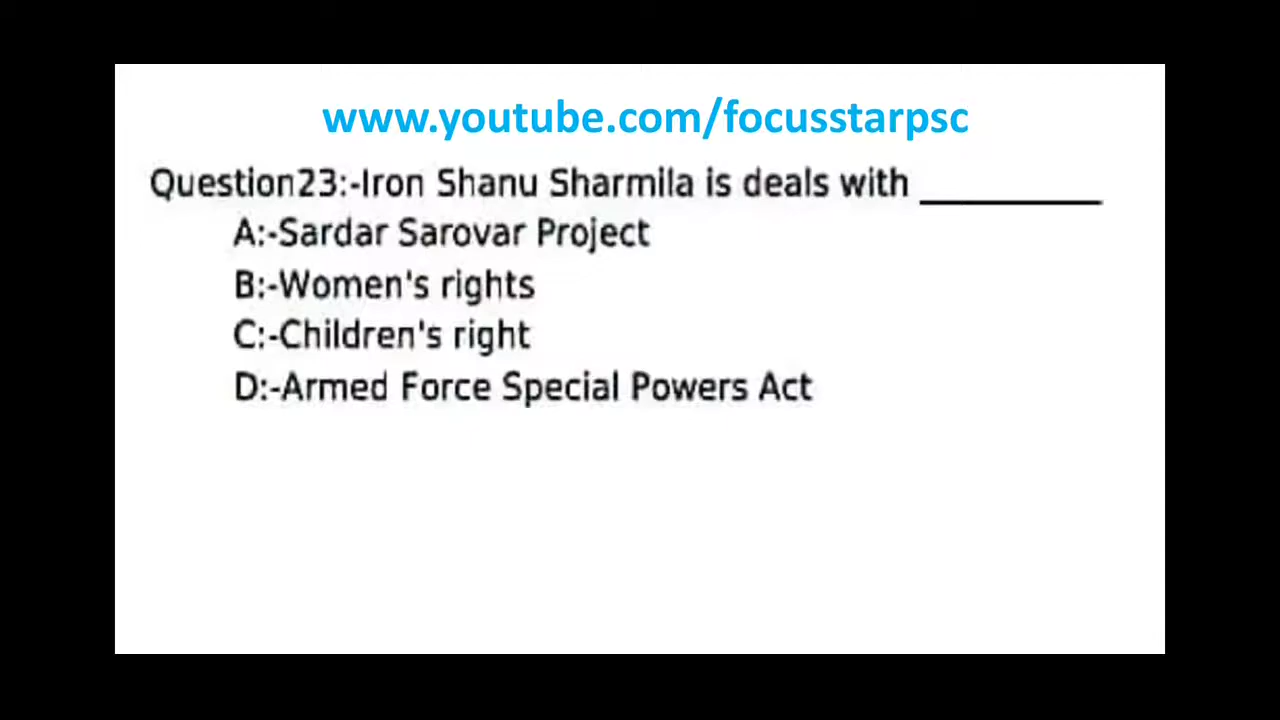 www.youtube.com/focusstarpsc
Question23:-Iron Shanu Sharmila is deals with __________
A:-Sardar Sarovar Project
B:-Women's rights
C:-Children's right
D:-Armed Force Special Powers Act